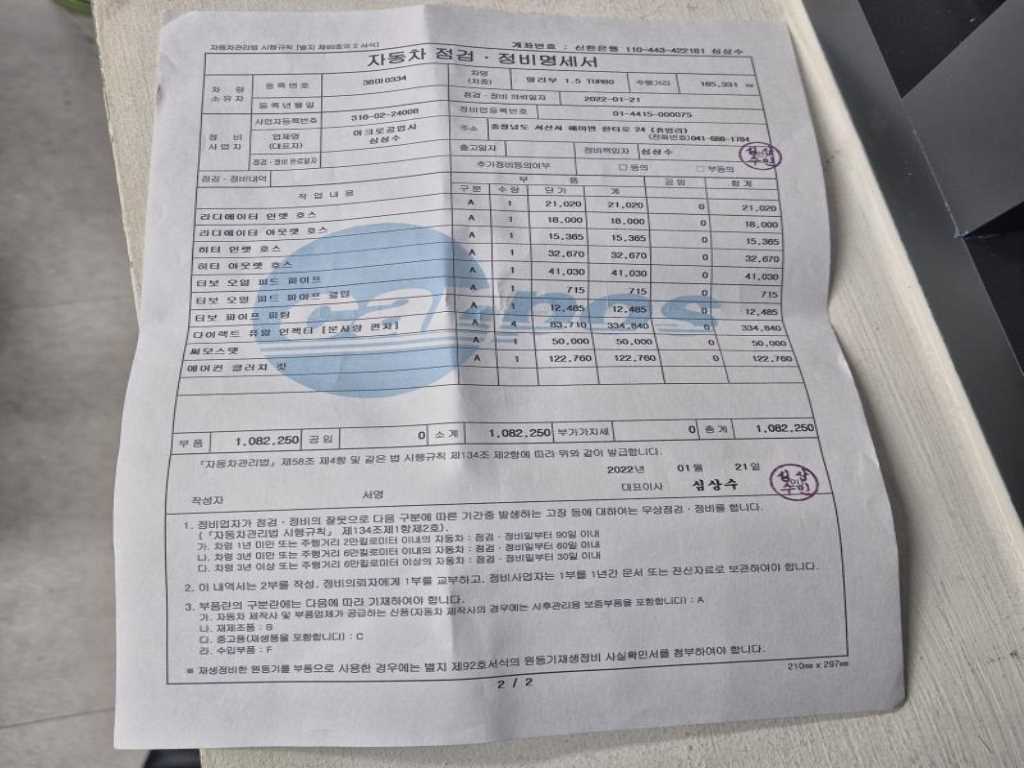 자동차관리법 시행규칙 [별지 제89호의 2 서식]
계좌번호 : 신한은행 110-443-422181 심상수
자동차 점검 · 정비명세서
차량 소유자 등록번호 38마0334 차명 (차종) 말리부 1.5 TURBO 주행거리 185,331 ㎞
등록년월일 점검 · 정비 의뢰일자 2022-01-21
정비 사업자 사업자등록번호 316-02-24008 정비업등록번호 01-4415-000075
업체명 (대표자) 아크로공업사 심상수 주소 충청남도 서산시 해미면 한티로 24 (휴암리) (전화번호)041-688-1784
점검 · 정비 완료일자 출고일자 정비책임자 심상수
점검 · 정비내역 추가정비동의여부 □ 동의 □ 부동의
작업내용 부품 공임 합계
구분 수량 단가 계
라디에이터 인렛 호스 A 1 21,020 21,020 0 21,020
라디에이터 아웃렛 호스 A 1 18,000 18,000 0 18,000
히터 인렛 호스 A 1 15,365 15,365 0 15,365
히터 아웃렛 호스 A 1 32,670 32,670 0 32,670
터보 오일 피드 파이프 A 1 41,030 41,030 0 41,030
터보 오일 피드 파이프 클립 A 1 715 715 0 715
터보 파이프 피팅 A 1 12,485 12,485 0 12,485
다이렉트 퓨얼 인젝터 [분사량 편차] A 4 83,710 334,840 0 334,840
써모스탯 A 1 50,000 50,000 0 50,000
에어컨 클러치 킷 A 1 122,760 122,760 0 122,760
부품 1,082,250 공임 0 소계 1,082,250 부가가치세 0 총계 1,082,250
「자동차관리법」 제58조 제4항 및 같은 법 시행규칙 제134조 제2항에 따라 위와 같이 발급합니다.
2022년 01월 21일
작성자 서명 대표이사 심상수
1. 정비업자가 점검 · 정비의 잘못으로 다음 구분에 따른 기간중 발생하는 고장 등에 대하여는 무상점검 · 정비를 합니다.
(「자동차관리법 시행규칙」 제134조제1항제2호).
가. 차령 1년 미만 또는 주행거리 2만킬로미터 이내의 자동차 : 점검 · 정비일부터 90일 이내
나. 차령 3년 미만 또는 주행거리 6만킬로미터 이내의 자동차 : 점검 · 정비일부터 60일 이내
다. 차령 3년 이상 또는 주행거리 6만킬로미터 이상의 자동차 : 점검 · 정비일부터 30일 이내
2. 이 내역서는 2부를 작성, 정비의뢰자에게 1부를 교부하고, 정비사업자는 1부를 1년간 문서 또는 전산자료로 보관하여야 합니다.
3. 부품란의 구분란에는 다음에 따라 기재하여야 합니다.
가. 자동차 제작사 및 부품업체가 공급하는 신품(자동차 제작사의 경우에는 사후관리용 보증부품을 포함합니다) : A
나. 재제조품 : B
다. 중고품(재생품을 포함합니다) : C
라. 수입부품 : F
※ 재생정비한 원동기를 부품으로 사용한 경우에는 별지 제92호서식의 원동기재생정비 사실확인서를 첨부하여야 합니다.
210㎜ x 297㎜
2 / 2